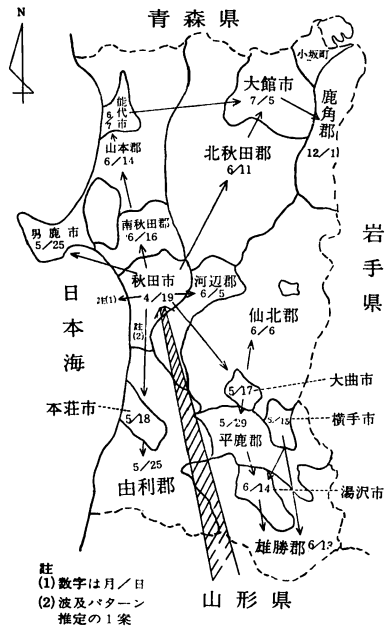 N
青森県
小坂町
大館市
7/5
能代市
6/7
鹿角郡
12/1
山本郡
6/14
北秋田郡
6/11
岩手県
男鹿市
5/25
南秋田郡
6/16
秋田市
4/19
河辺郡
6/5
註(1)
註(2)
日本海
仙北郡
6/6
大曲市
5/17
本荘市
5/18
5/29
平鹿郡
横手市
5/25
由利郡
6/14
湯沢市
雄勝郡 6/13
山形県
註
(1) 数字は月/日
(2) 波及パターン
推定の1案